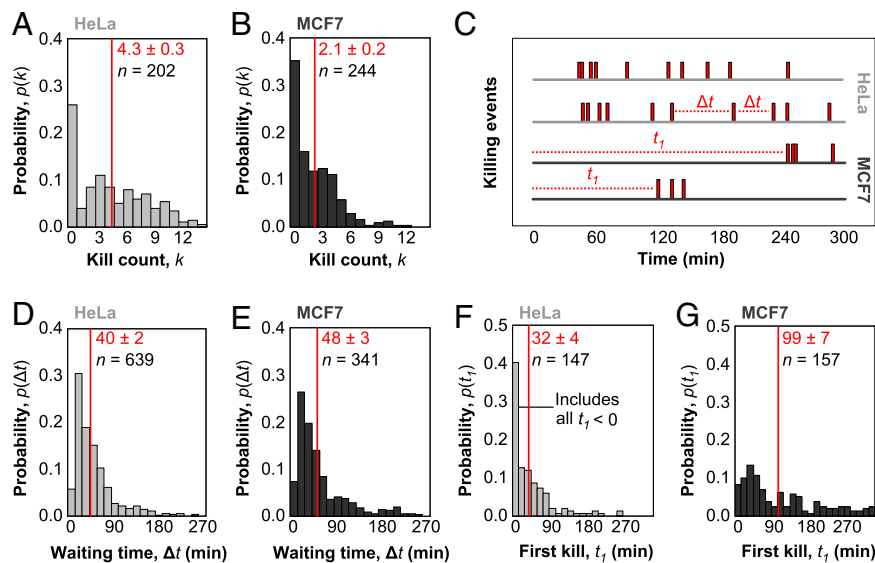 A
HeLa
Probability, p(k)
0.4
0.3
0.2
0.1
0.0
4.3 ± 0.3
n = 202
0
3
6
9
12
Kill count, k
B
MCF7
Probability, p(k)
0.4
0.3
0.2
0.1
0.0
2.1 ± 0.2
n = 244
0
3
6
9
12
Kill count, k
C
Killing events
Δt
Δt
t1
t1
HeLa
MCF7
0
60
120
180
240
300
Time (min)
D
HeLa
Probability, p(Δt)
0.4
0.3
0.2
0.1
0.0
40 ± 2
n = 639
0
90
180
270
Waiting time, Δt (min)
E
MCF7
Probability, p(Δt)
0.4
0.3
0.2
0.1
0.0
48 ± 3
n = 341
0
90
180
270
Waiting time, Δt (min)
F
HeLa
Probability, p(t1)
0.5
0.4
0.3
0.2
0.1
0.0
32 ± 4
n = 147
Includes
all t1 < 0
0
90
180
270
First kill, t1 (min)
G
MCF7
Probability, p(t1)
0.5
0.4
0.3
0.2
0.1
0.0
99 ± 7
n = 157
0
90
180
270
First kill, t1 (min)